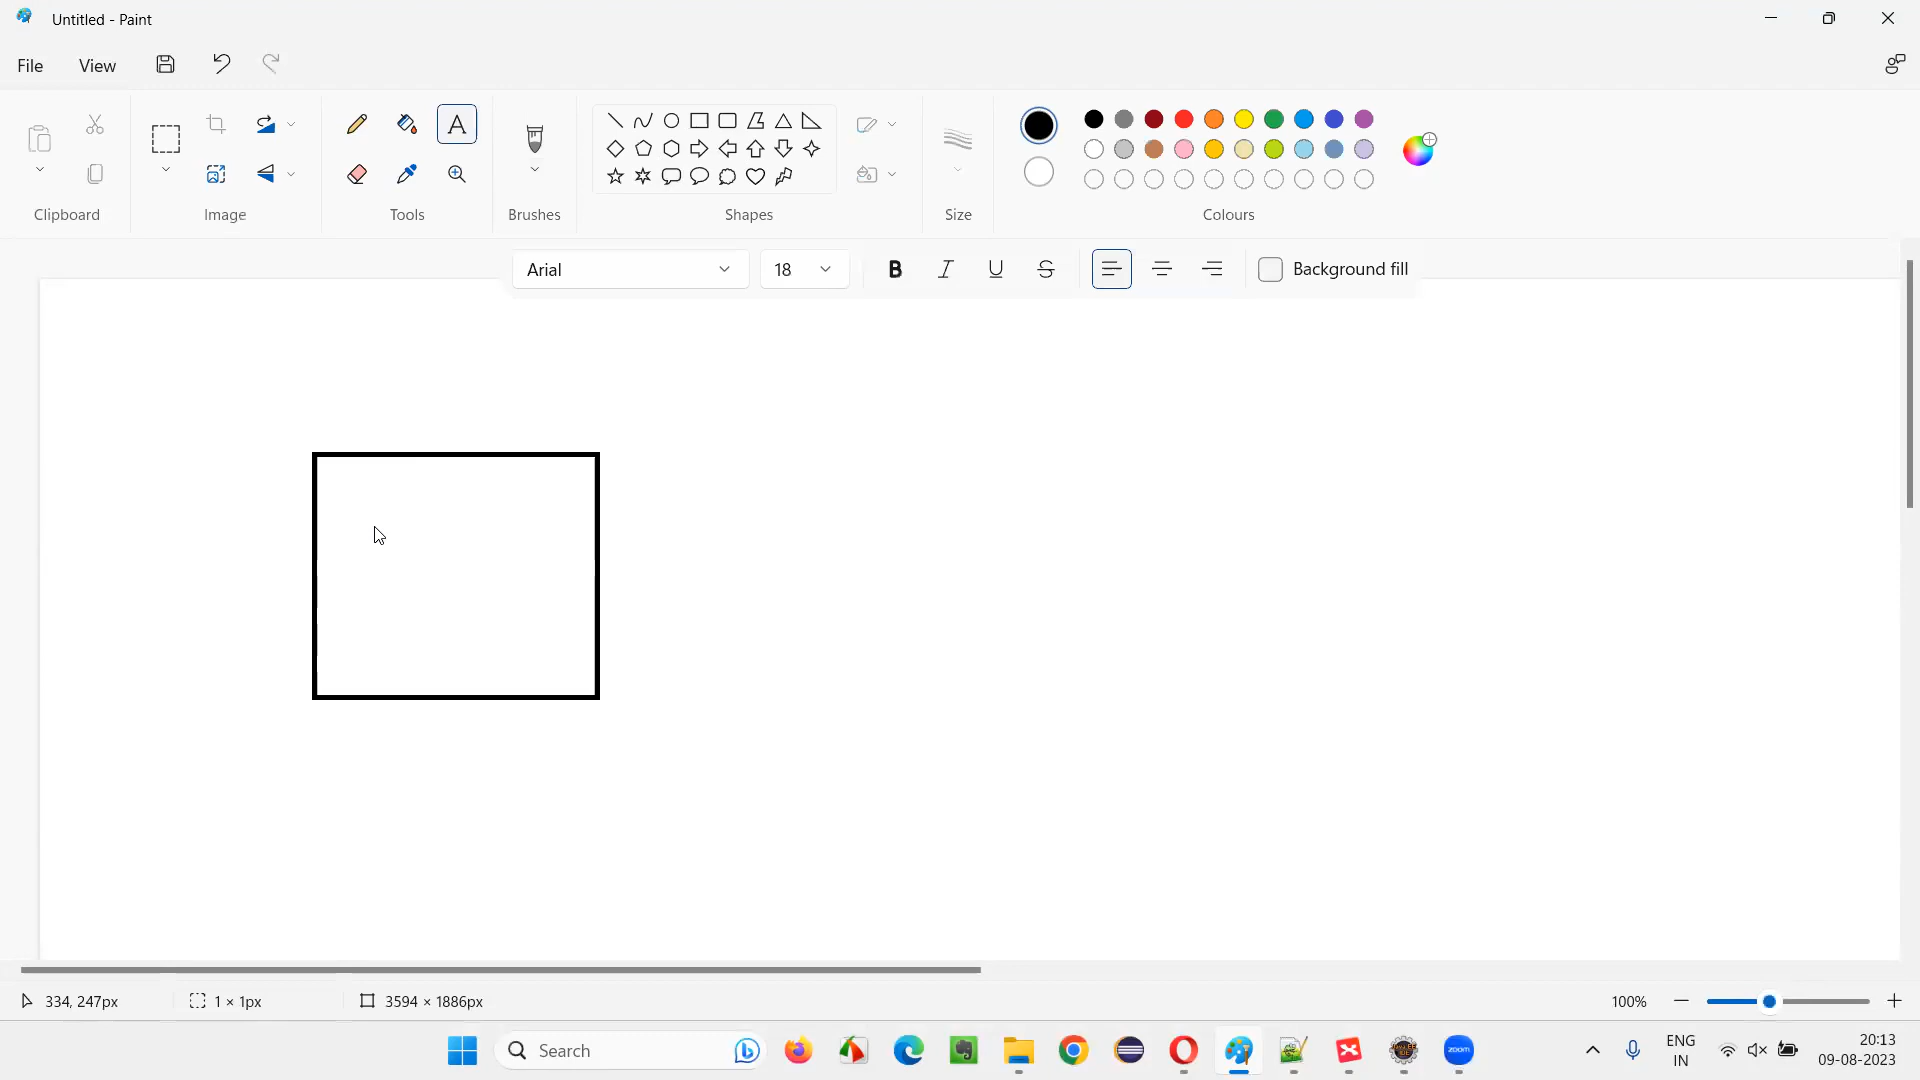 Untitled - Paint
File View
Clipboard Image Tools Brushes Shapes Size Colours
A
Arial 18 B I U S Background fill
334, 247px 1 × 1px 3594 × 1886px 100%
Search zoom ENG 20:13
IN 09-08-2023